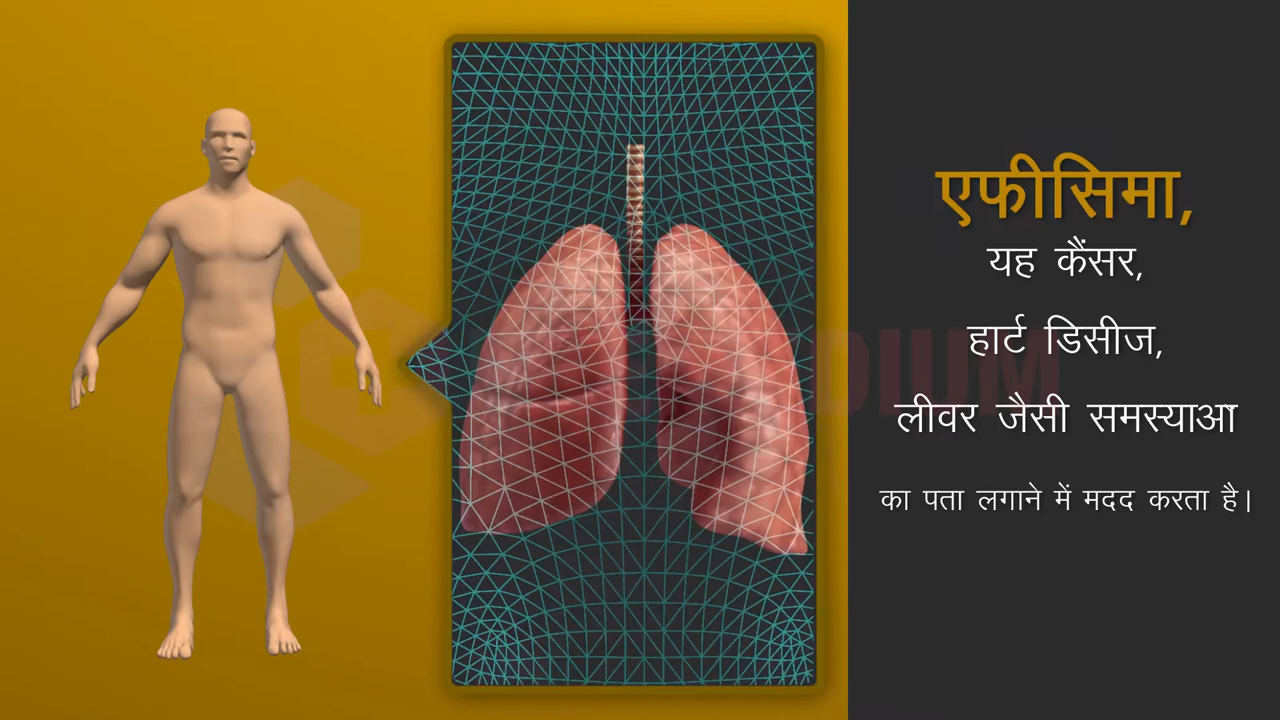 एफीसिमा,
यह कैंसर,
हार्ट डिसीज,
लीवर जैसी समस्याआ
का पता लगाने में मदद करता है।